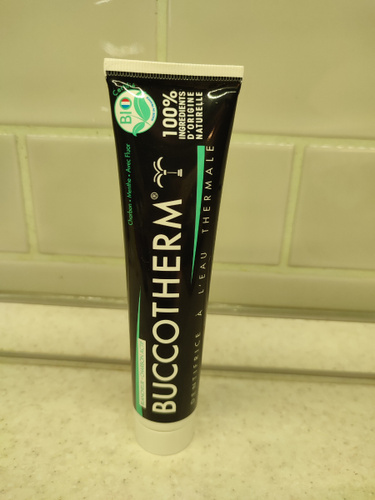 BIO
100%
INGRÉDIENTS
D'ORIGINE
NATURELLE
Charbon • Menthe • Avec Fluor
BUCCOTHERM®
DENTIFRICE À L'EAU THERMALE